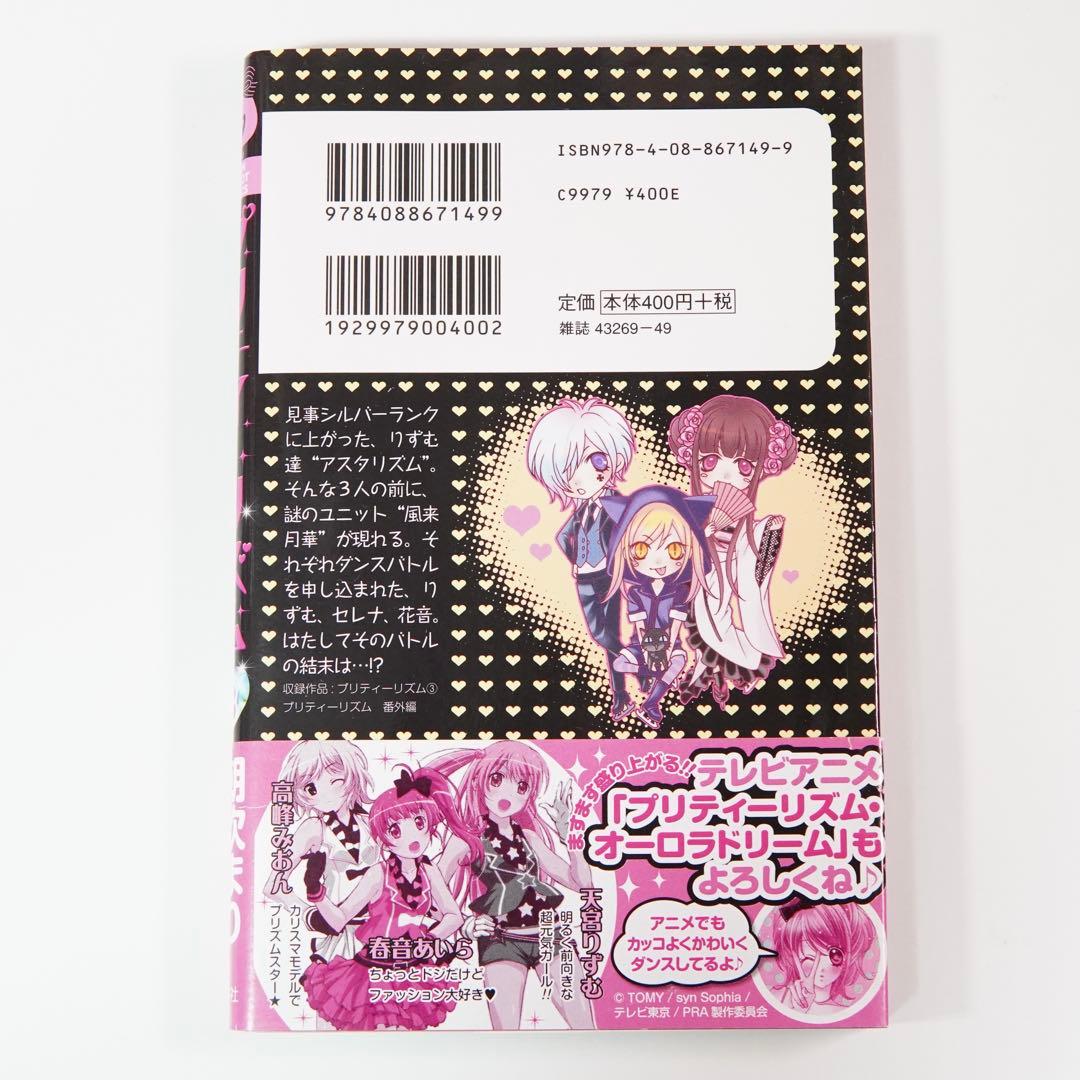 ISBN978-4-08-867149-9
C9979 ¥400E
9784088671499
1929979004002
定価 本体400円+税
雑誌 43269-49
見事シルバーランク
に上がった、りずむ
達“アスタリズム”。
そんな3人の前に、
謎のユニット“風来
月華”が現れる。そ
れぞれダンスバトル
を申し込まれた、り
ずむ、セレナ、花音。
はたしてそのバトル
の結末は…!?
収録作品:プリティーリズム③
プリティーリズム 番外編
ますます盛り上がる!!
テレビアニメ
「プリティーリズム・
オーロラドリーム」も
よろしくね♪
アニメでも
カッコよくかわいく
ダンスしてるよ♪
高峰みおん
カリスマモデルで
プリズムスター★
春音あいら
ちょっとドジだけど
ファッション大好き♥
天宮りずむ
明るく前向きな
超元気ガール!!
© TOMY / syn Sophia /
テレビ東京 / PRA 製作委員会